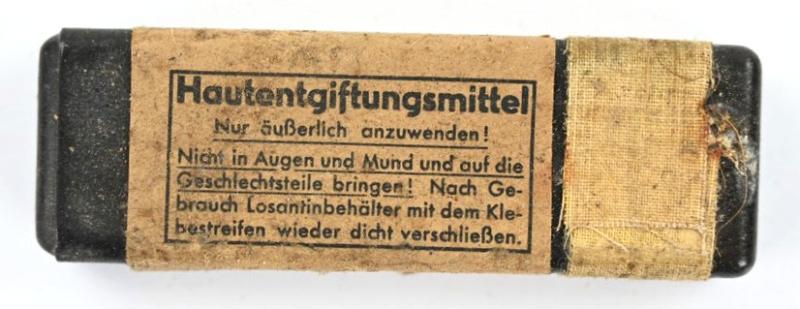 Hautentgiftungsmittel
Nur äußerlich anzuwenden!
Nicht in Augen und Mund und auf die
Geschlechtsteile bringen! Nach Ge-
brauch Losantinbehälter mit dem Kle-
bestreifen wieder dicht verschließen.